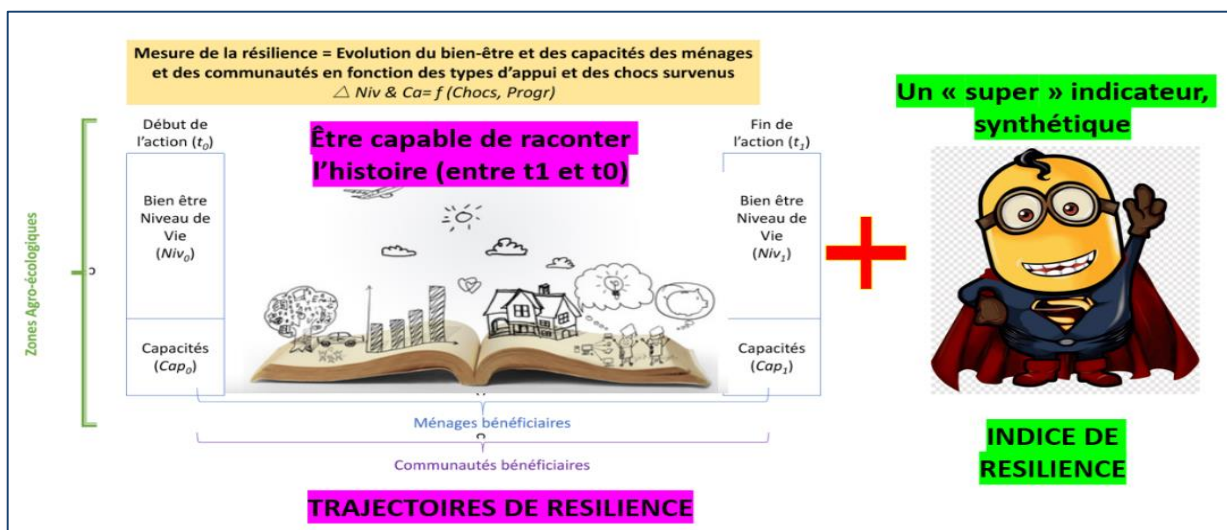 Mesure de la résilience = Evolution du bien-être et des capacités des ménages
et des communautés en fonction des types d'appui et des chocs survenus
△ Niv & Ca= f (Chocs, Progr)
Zones Agro-écologiques
Début de
l'action (t₀)
Bien être
Niveau de
Vie
(Niv₀)
Capacités
(Cap₀)
Être capable de raconter
l'histoire (entre t1 et t0)
Fin de
l'action (t₁)
Bien être
Niveau de
Vie
(Niv₁)
Capacités
(Cap₁)
Ménages bénéficiaires
Communautés bénéficiaires
TRAJECTOIRES DE RESILIENCE
Un « super » indicateur,
synthétique
INDICE DE
RESILIENCE